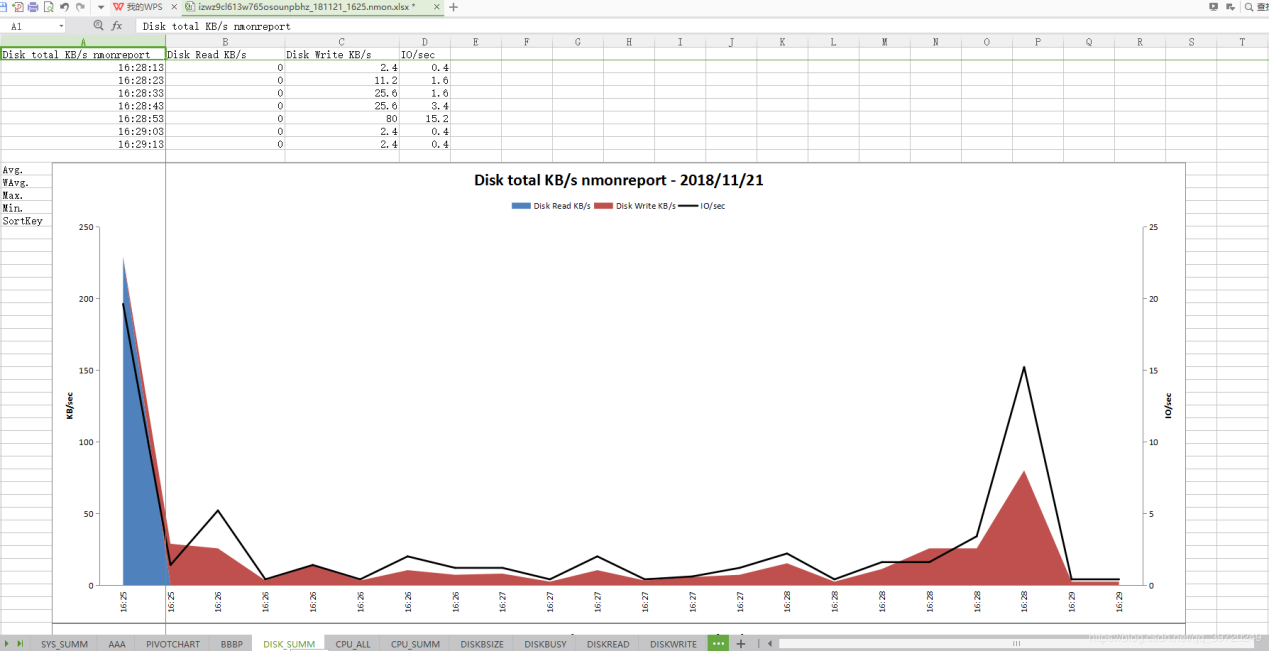 我的WPS × izwz9cl613w765osounpbhz_181121_1625.nmon.xlsx * × +
A1 fx Disk total KB/s nmonreport
A B C D E F G H I J K L M N O P Q R S T
Disk total KB/s nmonreport Disk Read KB/s Disk Write KB/s IO/sec
16:28:13 0 2.4 0.4
16:28:23 0 11.2 1.6
16:28:33 0 25.6 1.6
16:28:43 0 25.6 3.4
16:28:53 0 80 15.2
16:29:03 0 2.4 0.4
16:29:13 0 2.4 0.4
Avg.
WAvg.
Max.
Min.
SortKey
Disk total KB/s nmonreport - 2018/11/21
Disk Read KB/s Disk Write KB/s IO/sec
250 25
200 20
150 15
KB/sec IO/sec
100 10
50 5
0 0
16:25 16:25 16:26 16:26 16:26 16:26 16:26 16:26 16:27 16:27 16:27 16:27 16:27 16:27 16:28 16:28 16:28 16:28 16:28 16:28 16:29 16:29
SYS_SUMM AAA PIVOTCHART BBBP DISK_SUMM CPU_ALL CPU_SUMM DISKBSIZE DISKBUSY DISKREAD DISKWRITE ••• +